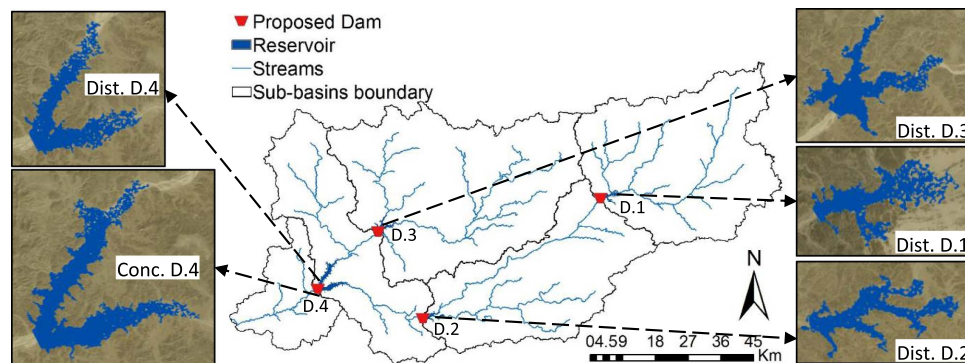 Proposed Dam
Reservoir
Streams
Sub-basins boundary
Dist. D.4
Conc. D.4
Dist. D.3
Dist. D.1
Dist. D.2
D.1
D.3
D.4
D.2
N
04.59 18 27 36 45
Km